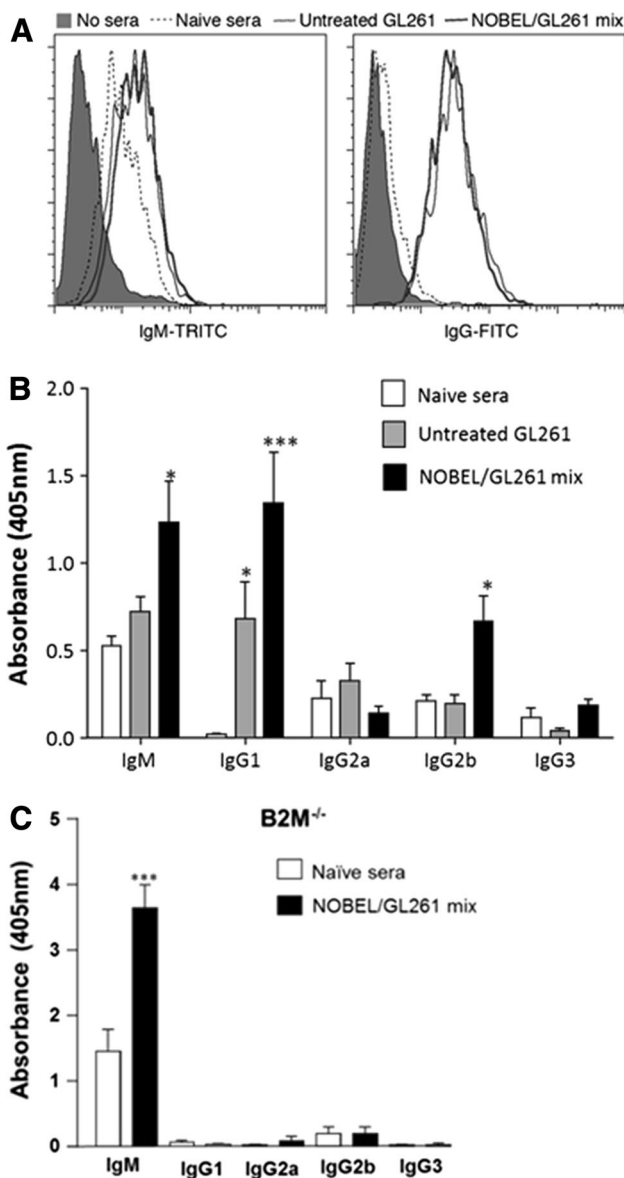 A
No sera Naive sera Untreated GL261 NOBEL/GL261 mix
IgM-TRITC IgG-FITC
B
Absorbance (405nm)
2.0
1.5
1.0
0.5
0.0
Naive sera
Untreated GL261
NOBEL/GL261 mix
*
* ***
*
IgM IgG1 IgG2a IgG2b IgG3
C
B2M-/-
Absorbance (405nm)
5
4
3
2
1
0
Naïve sera
NOBEL/GL261 mix
***
IgM IgG1 IgG2a IgG2b IgG3